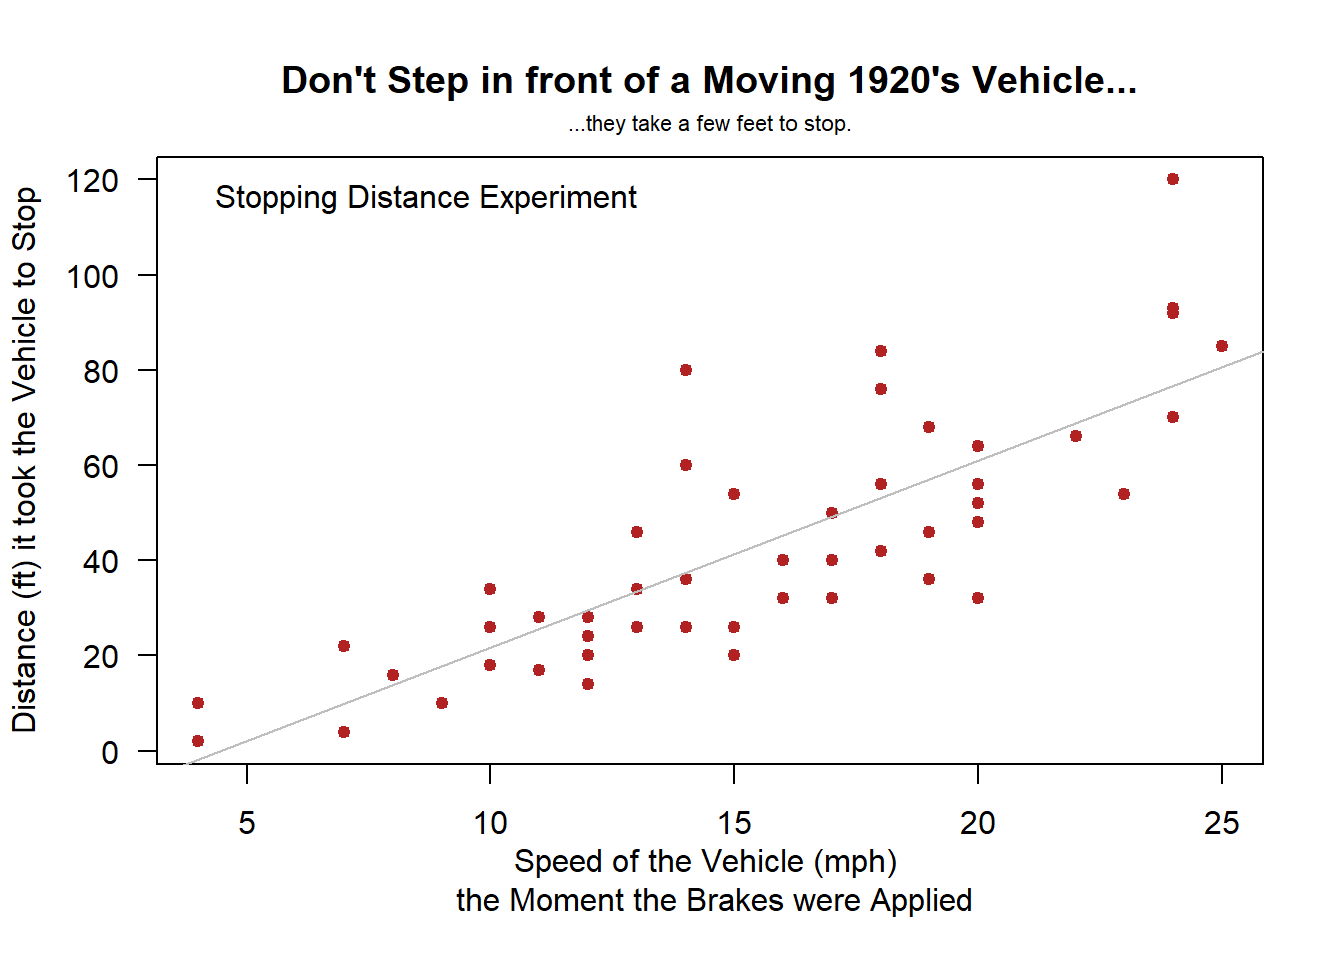 Don't Step in front of a Moving 1920's Vehicle...
...they take a few feet to stop.
Stopping Distance Experiment
Distance (ft) it took the Vehicle to Stop
120
100
80
60
40
20
0
5 10 15 20 25
Speed of the Vehicle (mph)
the Moment the Brakes were Applied